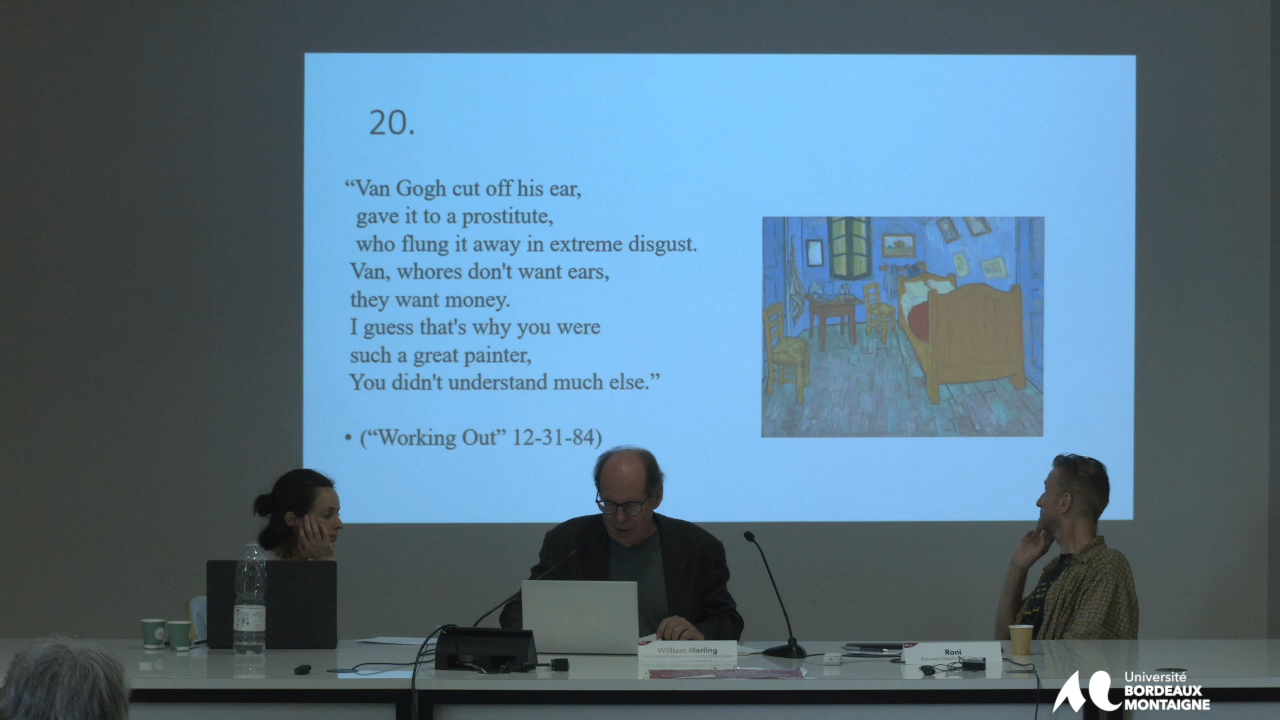 20.
“Van Gogh cut off his ear,
gave it to a prostitute,
who flung it away in extreme disgust.
Van, whores don't want ears,
they want money.
I guess that's why you were
such a great painter,
You didn't understand much else.”
• (“Working Out” 12-31-84)
William Marling
Roni
Université
BORDEAUX
MONTAIGNE